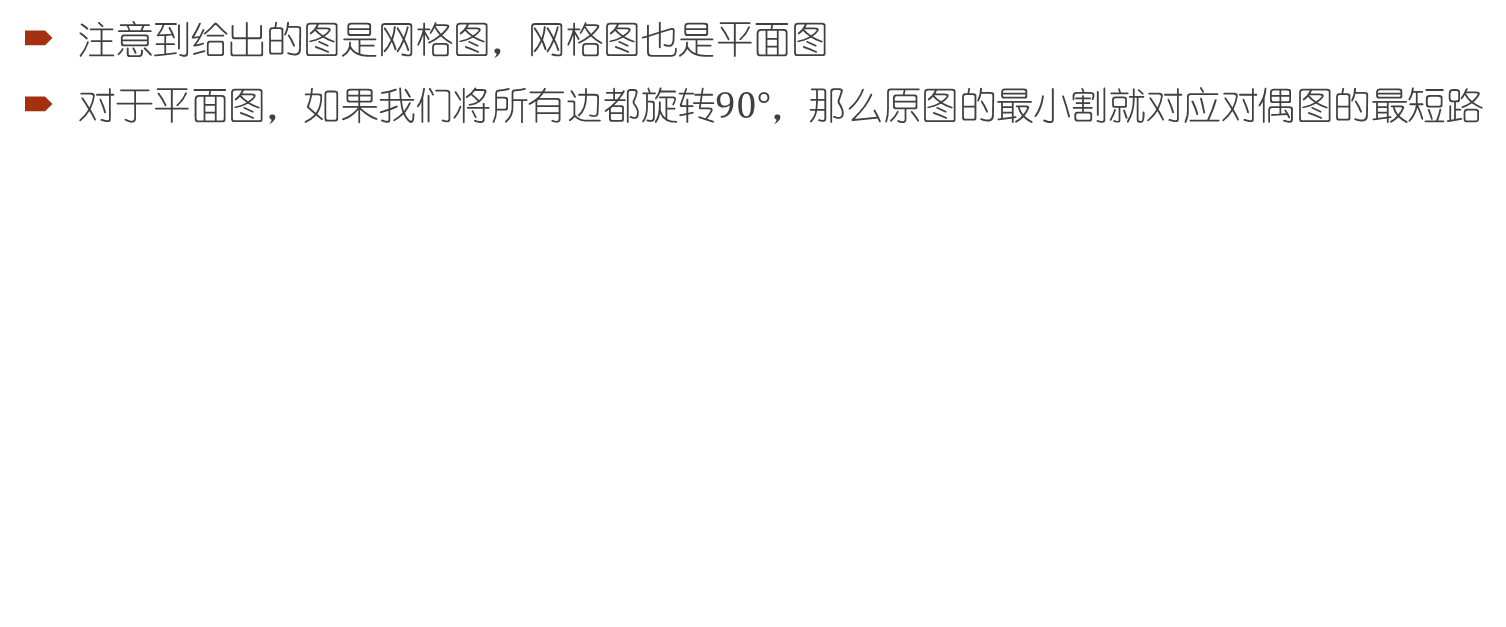 注意到给出的图是网格图，网格图也是平面图
对于平面图，如果我们将所有边都旋转90°，那么原图的最小割就对应对偶图的最短路